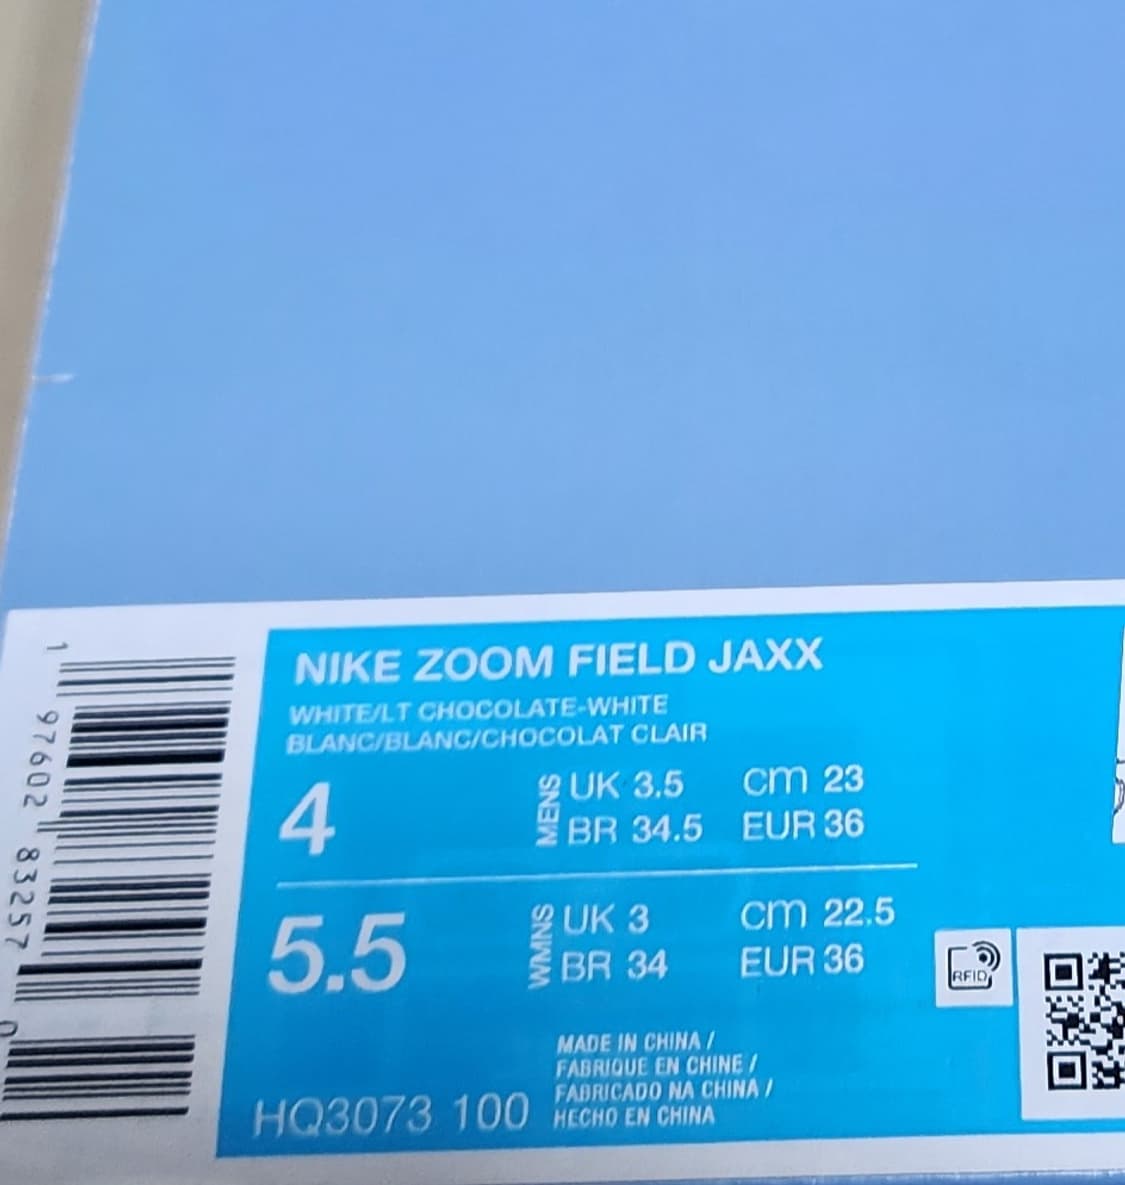 NIKE ZOOM FIELD JAXX
WHITE/LT CHOCOLATE-WHITE
BLANC/BLANC/CHOCOLAT CLAIR
4
MENS
UK 3.5 cm 23
BR 34.5 EUR 36
5.5
WMNS
UK 3 cm 22.5
BR 34 EUR 36
MADE IN CHINA /
FABRIQUE EN CHINE /
FABRICADO NA CHINA /
HECHO EN CHINA
HQ3073 100
RFID
1 97602 83257 0